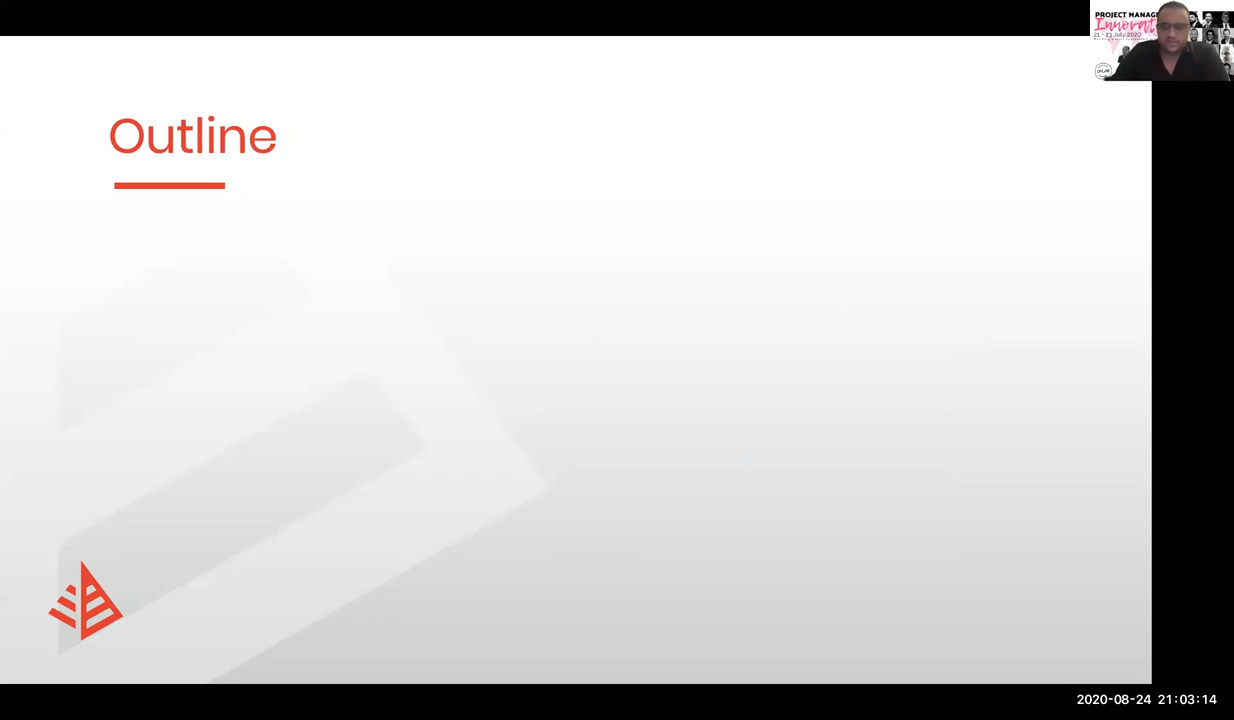 PROJECT MANAG
Innovat
21 - 23 July 2020
Outline
2020-08-24 21:03:14